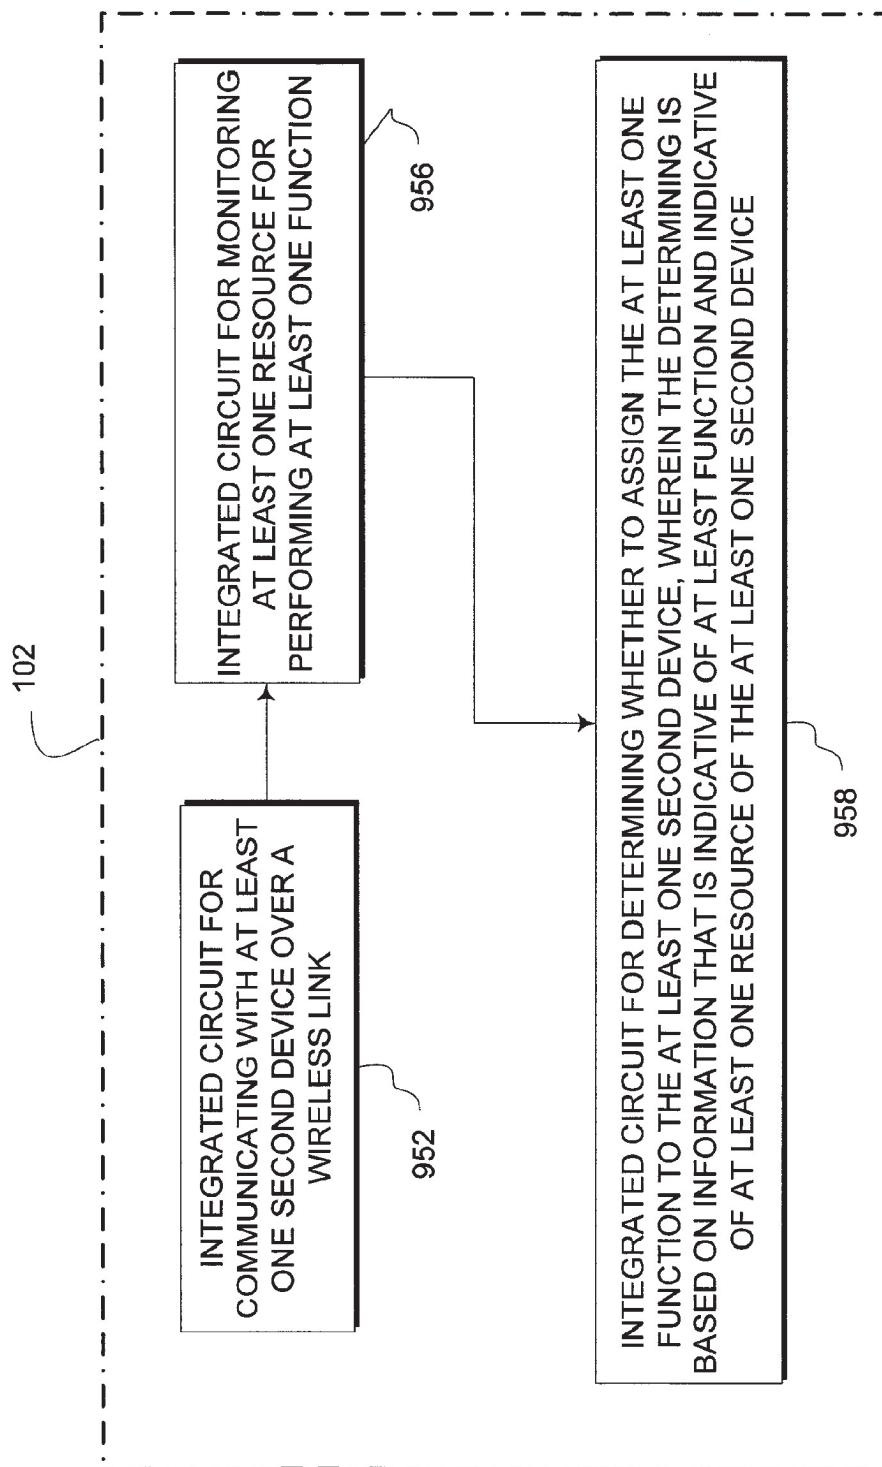 102
INTEGRATED CIRCUIT FOR
COMMUNICATING WITH AT LEAST
ONE SECOND DEVICE OVER A
WIRELESS LINK
952
INTEGRATED CIRCUIT FOR MONITORING
AT LEAST ONE RESOURCE FOR
PERFORMING AT LEAST ONE FUNCTION
956
INTEGRATED CIRCUIT FOR DETERMINING WHETHER TO ASSIGN THE AT LEAST ONE
FUNCTION TO THE AT LEAST ONE SECOND DEVICE, WHEREIN THE DETERMINING IS
BASED ON INFORMATION THAT IS INDICATIVE OF AT LEAST FUNCTION AND INDICATIVE
OF AT LEAST ONE RESOURCE OF THE AT LEAST ONE SECOND DEVICE
958